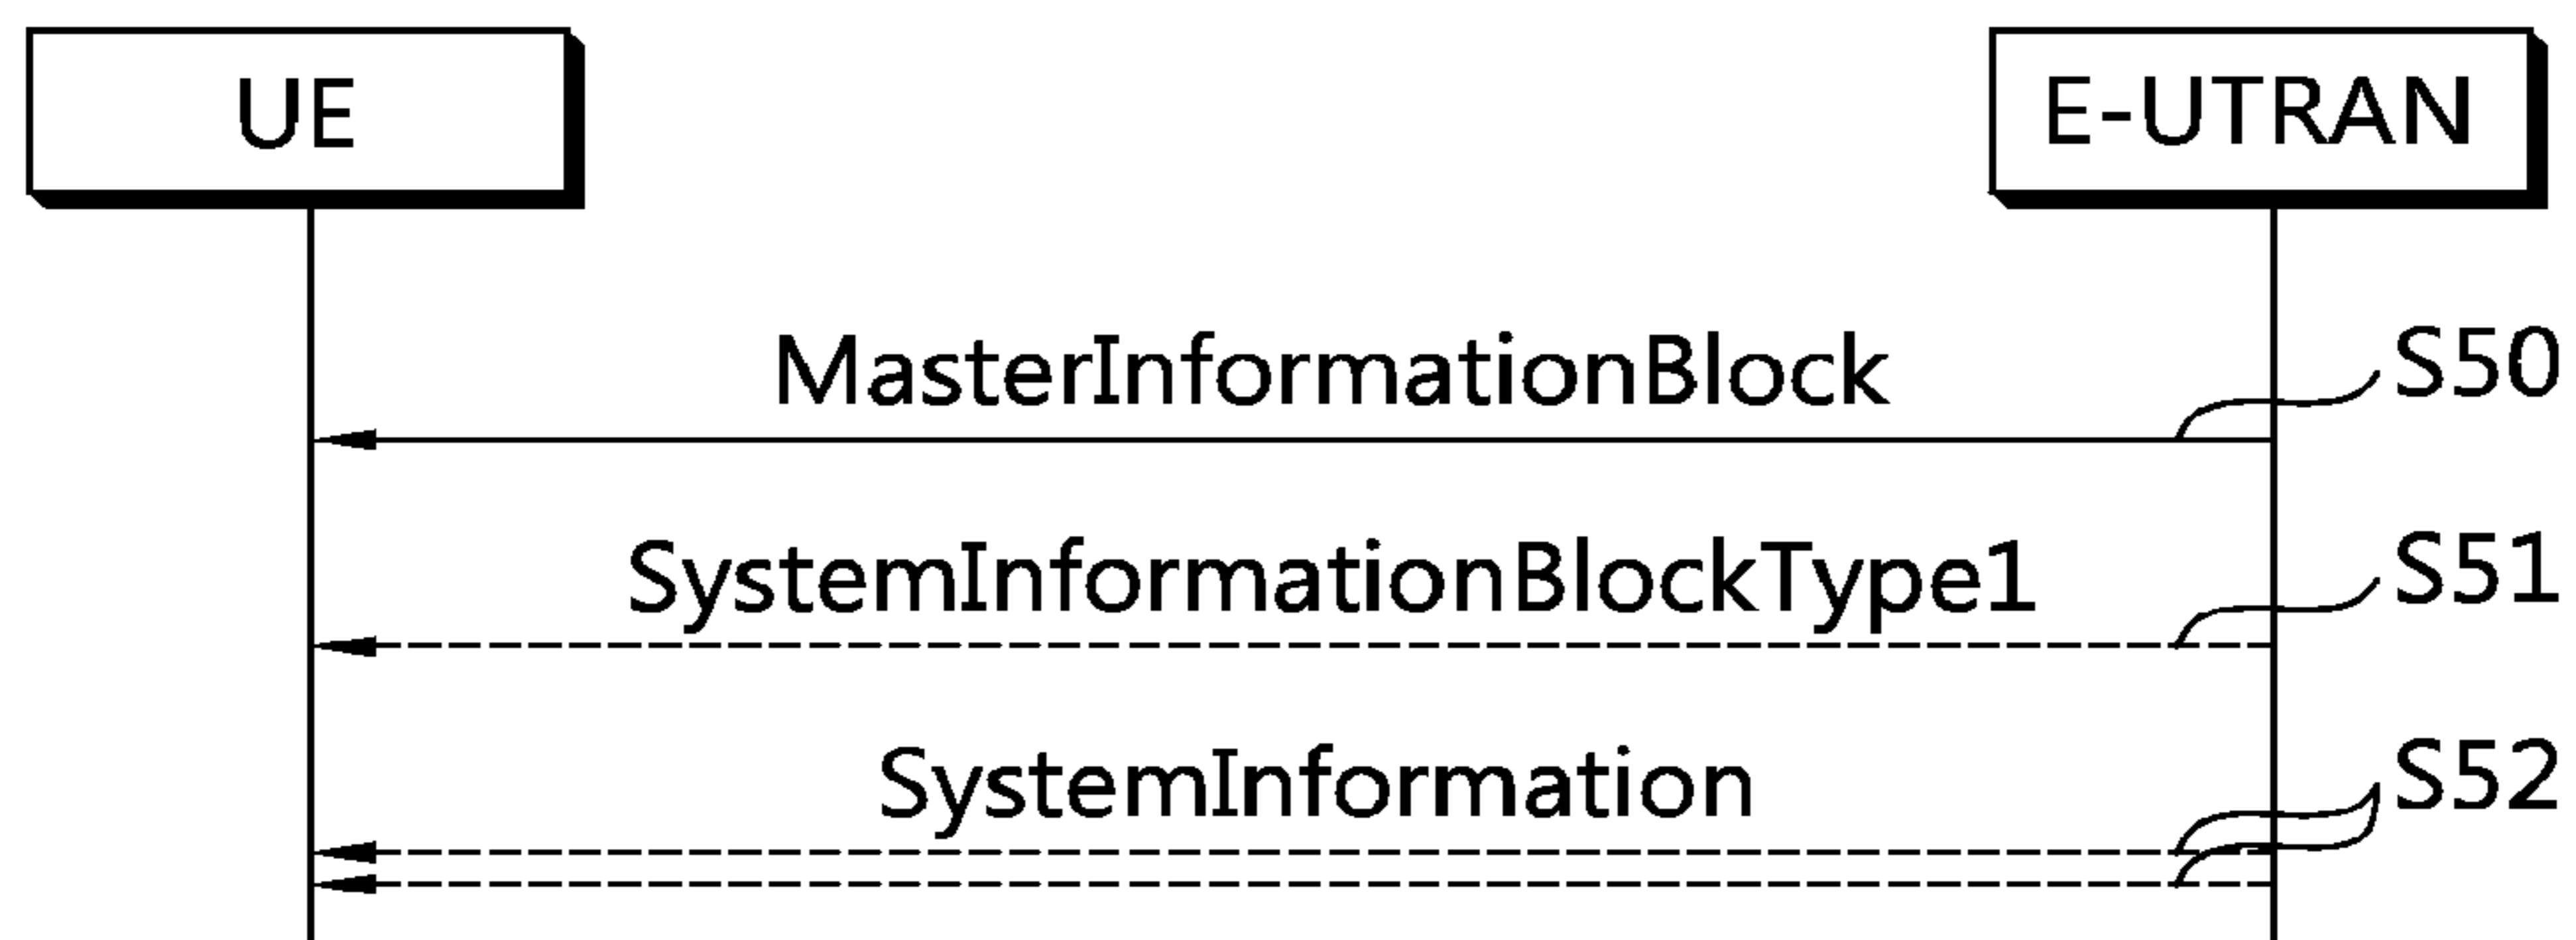 UE
E-UTRAN
MasterInformationBlock
S50
SystemInformationBlockType1
S51
SystemInformation
S52